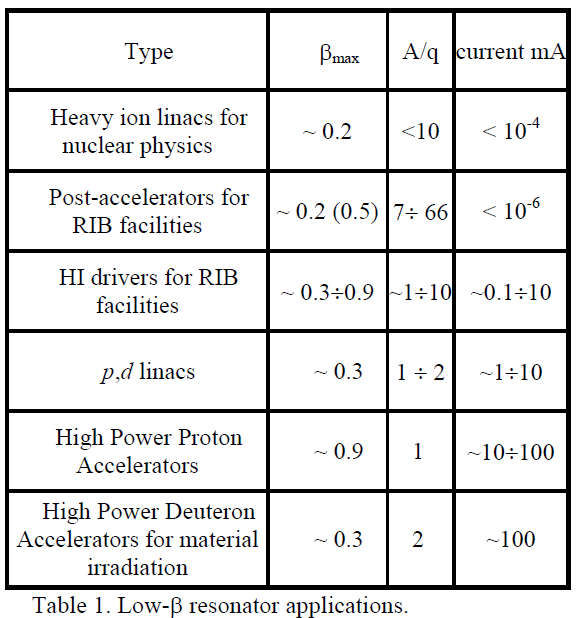 Type β_max A/q current mA
Heavy ion linacs for
nuclear physics
~ 0.2 <10 < 10^-4
Post-accelerators for
RIB facilities
~ 0.2 (0.5) 7÷ 66 < 10^-6
HI drivers for RIB
facilities
~ 0.3÷0.9 ~1÷10 ~0.1÷10
p,d linacs ~ 0.3 1 ÷ 2 ~1÷10
High Power Proton
Accelerators
~ 0.9 1 ~10÷100
High Power Deuteron
Accelerators for material
irradiation
~ 0.3 2 ~100
Table 1. Low-β resonator applications.